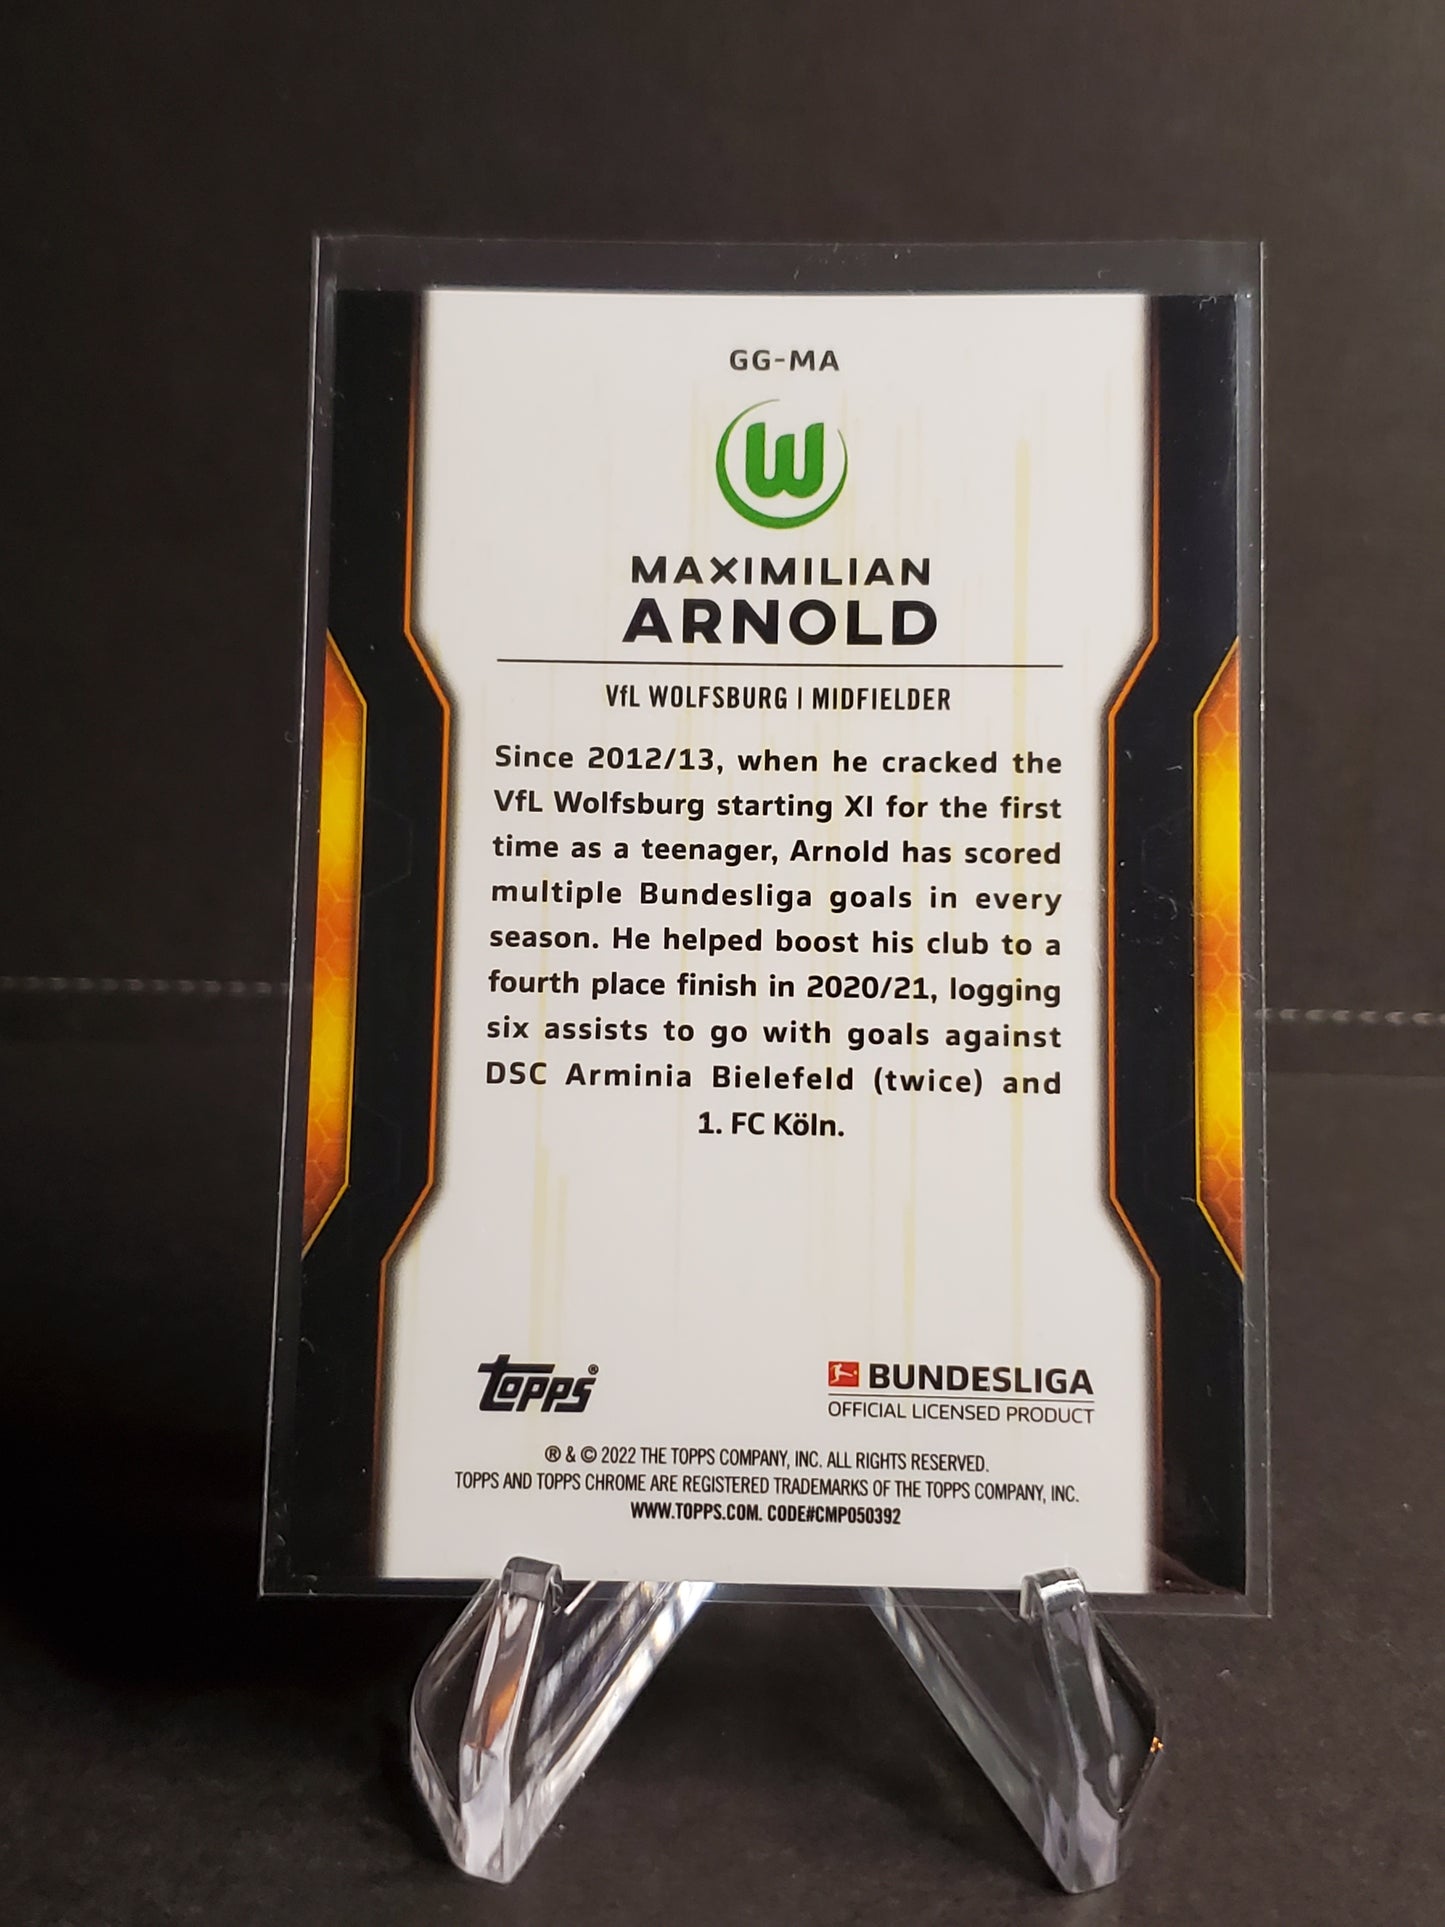 GG-MA
W
MAXIMILIAN
ARNOLD
VfL WOLFSBURG | MIDFIELDER
Since 2012/13, when he cracked the
VfL Wolfsburg starting XI for the first
time as a teenager, Arnold has scored
multiple Bundesliga goals in every
season. He helped boost his club to a
fourth place finish in 2020/21, logging
six assists to go with goals against
DSC Arminia Bielefeld (twice) and
1. FC Köln.
topps®
BUNDESLIGA
OFFICIAL LICENSED PRODUCT
® & © 2022 THE TOPPS COMPANY, INC. ALL RIGHTS RESERVED.
TOPPS AND TOPPS CHROME ARE REGISTERED TRADEMARKS OF THE TOPPS COMPANY, INC.
WWW.TOPPS.COM. CODE#CMP050392